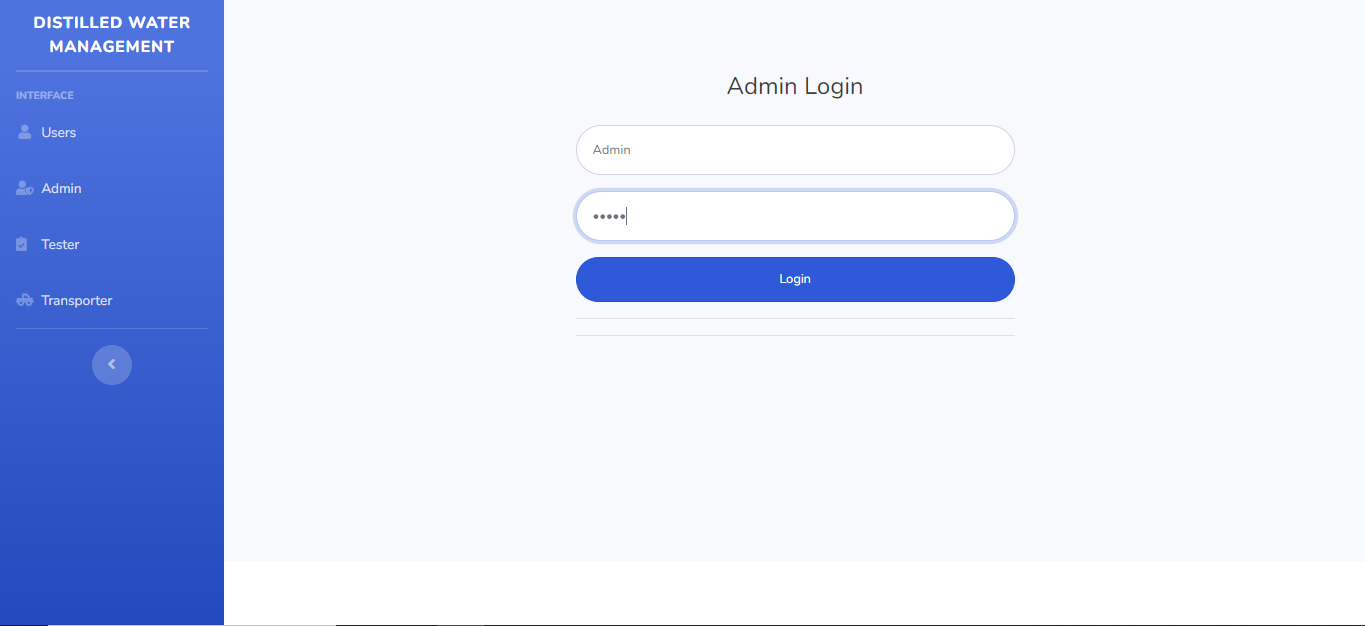 DISTILLED WATER
MANAGEMENT
INTERFACE
Users
Admin
Tester
Transporter
Admin Login
Admin
•••••
Login